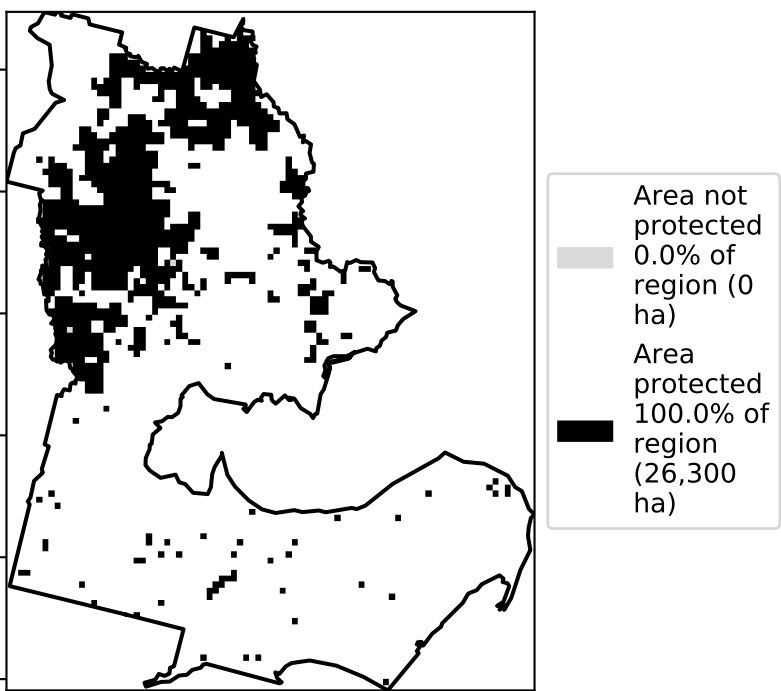 Area not
protected
0.0% of
region (0
ha)
Area
protected
100.0% of
region
(26,300
ha)